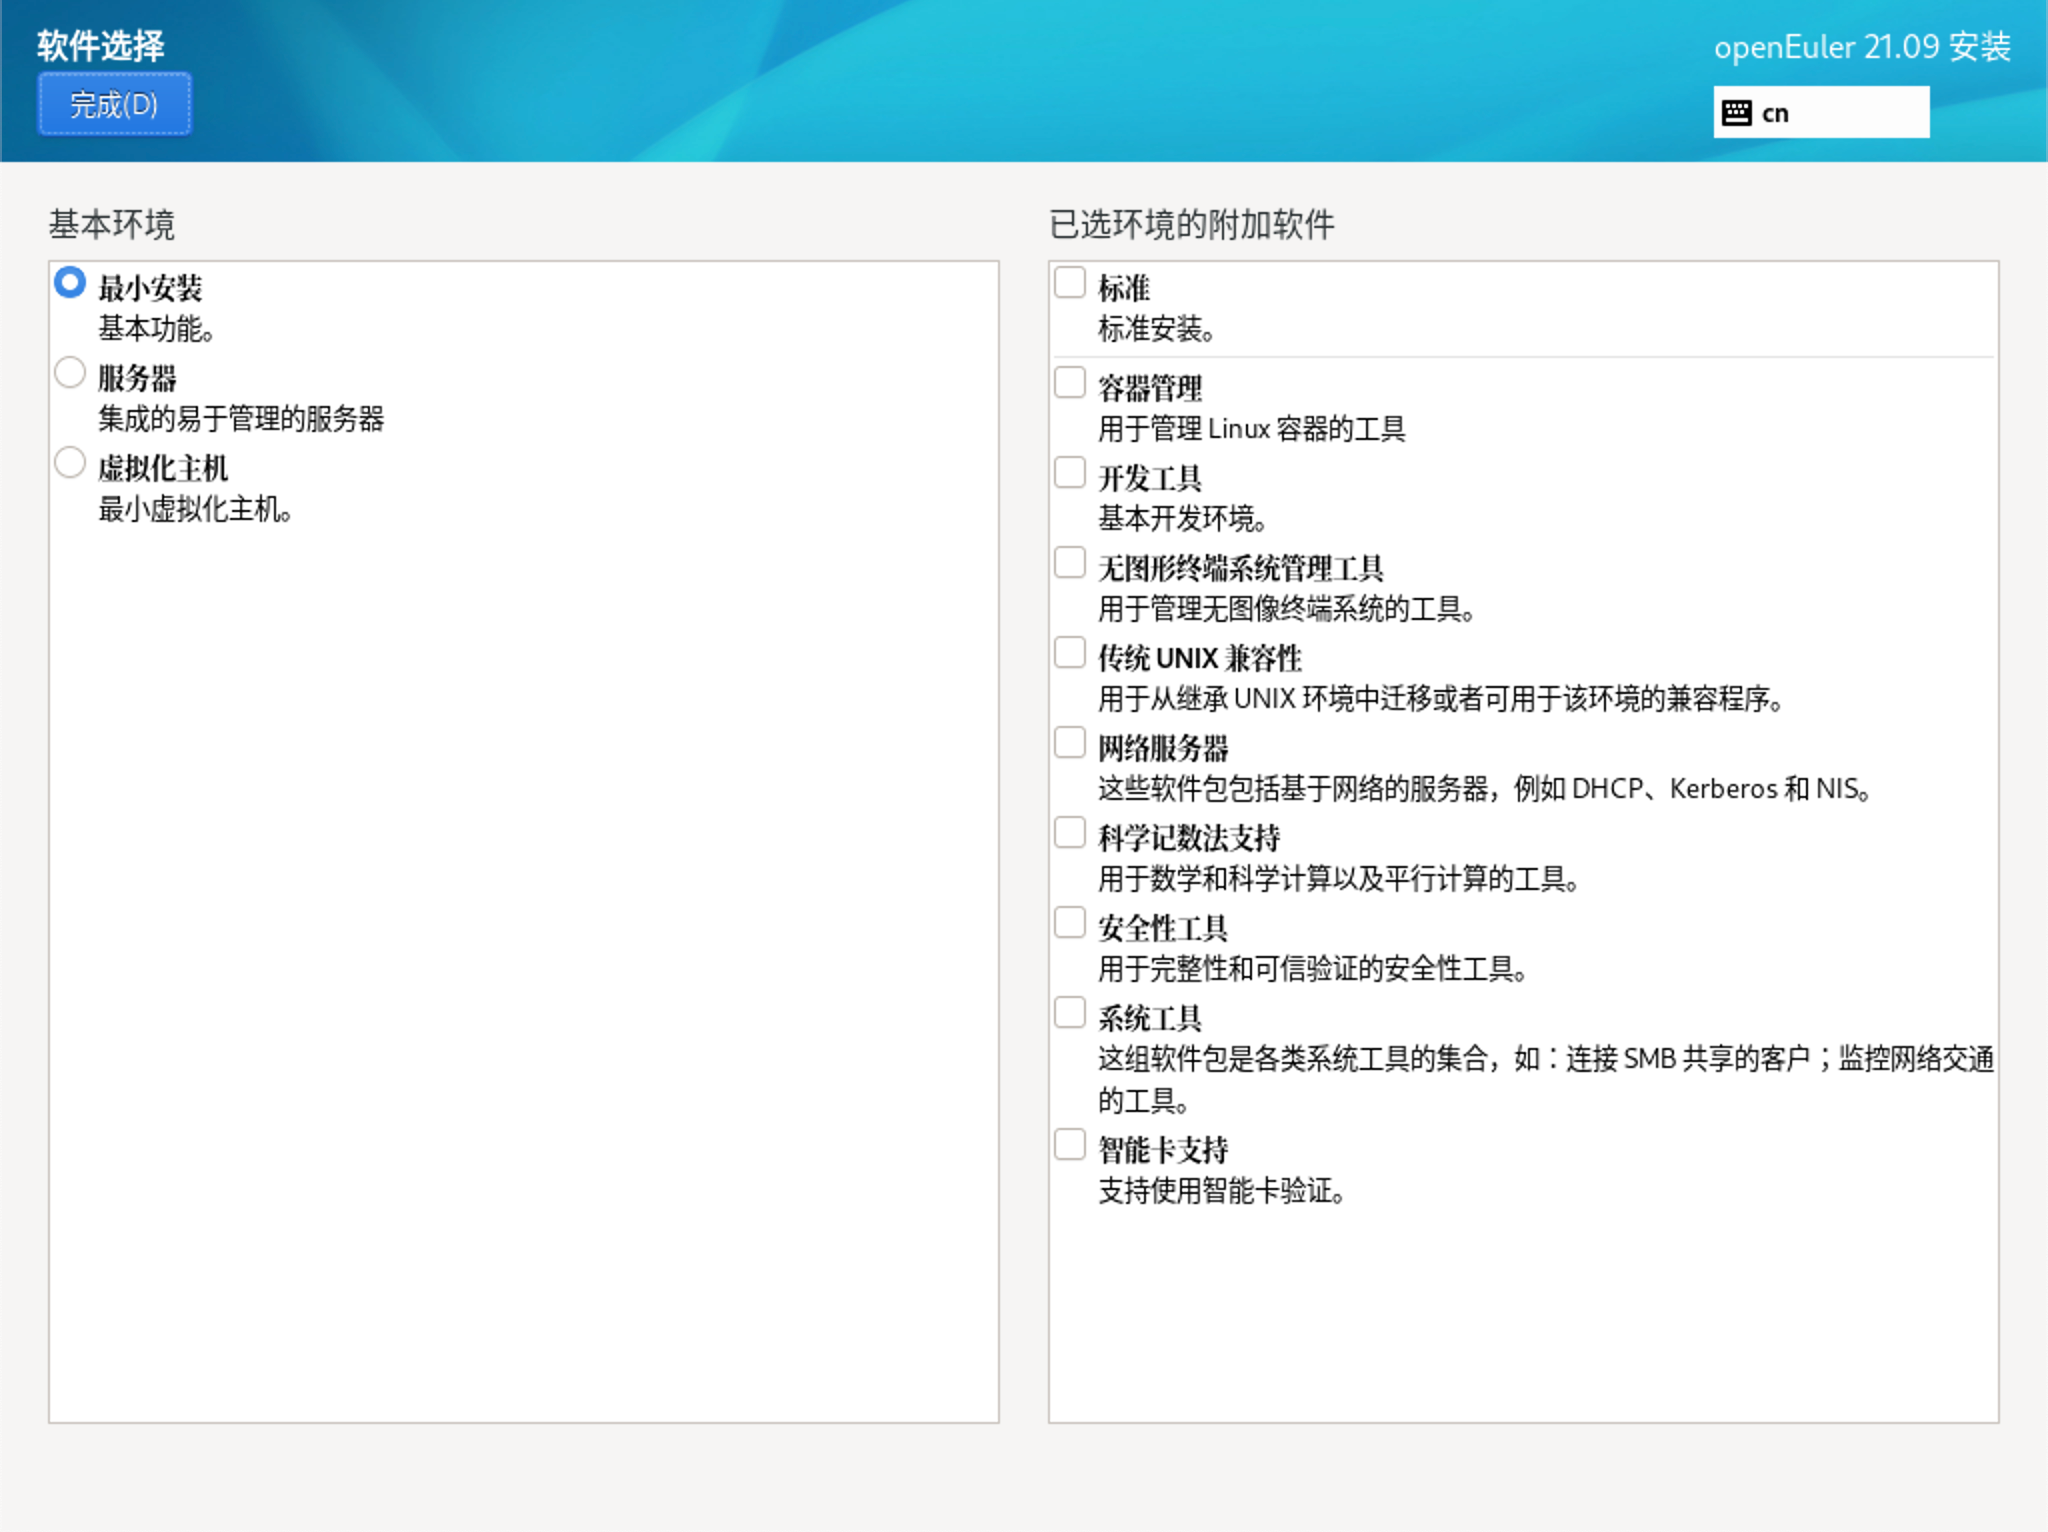 软件选择
完成(D)
openEuler 21.09 安装
cn
基本环境
最小安装
基本功能。
服务器
集成的易于管理的服务器
虚拟化主机
最小虚拟化主机。
已选环境的附加软件
标准
标准安装。
容器管理
用于管理 Linux 容器的工具
开发工具
基本开发环境。
无图形终端系统管理工具
用于管理无图像终端系统的工具。
传统 UNIX 兼容性
用于从继承 UNIX 环境中迁移或者可用于该环境的兼容程序。
网络服务器
这些软件包包括基于网络的服务器，例如 DHCP、Kerberos 和 NIS。
科学记数法支持
用于数学和科学计算以及平行计算的工具。
安全性工具
用于完整性和可信验证的安全性工具。
系统工具
这组软件包是各类系统工具的集合，如：连接 SMB 共享的客户；监控网络交通
的工具。
智能卡支持
支持使用智能卡验证。